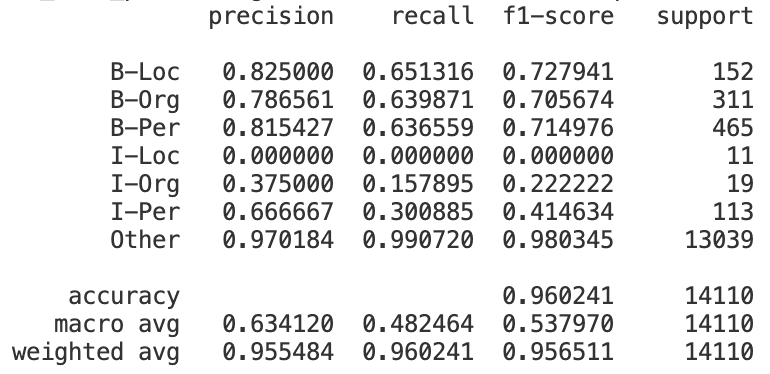 precision recall f1-score support
B-Loc 0.825000 0.651316 0.727941 152
B-Org 0.786561 0.639871 0.705674 311
B-Per 0.815427 0.636559 0.714976 465
I-Loc 0.000000 0.000000 0.000000 11
I-Org 0.375000 0.157895 0.222222 19
I-Per 0.666667 0.300885 0.414634 113
Other 0.970184 0.990720 0.980345 13039
accuracy 0.960241 14110
macro avg 0.634120 0.482464 0.537970 14110
weighted avg 0.955484 0.960241 0.956511 14110